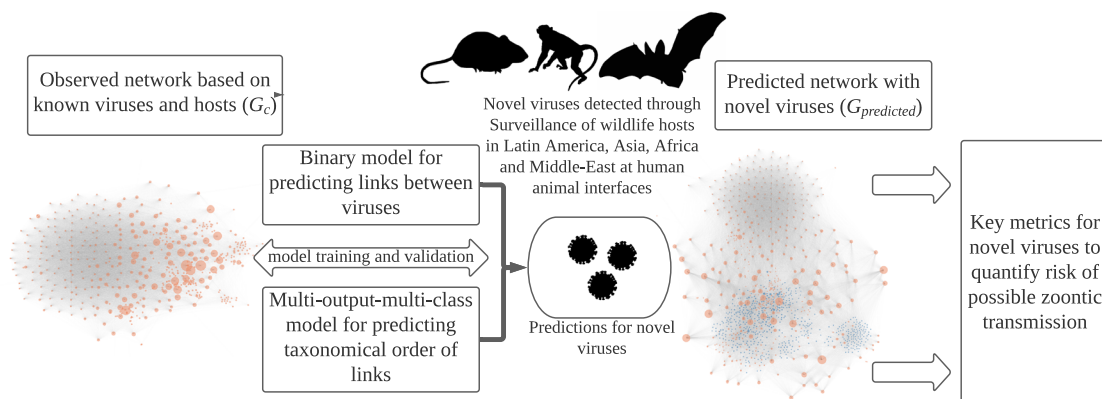 Observed network based on
known viruses and hosts (Gc)
Binary model for
predicting links between
viruses
model training and validation
Multi-output-multi-class
model for predicting
taxonomical order of
links
Novel viruses detected through
Surveillance of wildlife hosts
in Latin America, Asia, Africa
and Middle-East at human
animal interfaces
Predictions for novel
viruses
Predicted network with
novel viruses (Gpredicted)
Key metrics for
novel viruses to
quantify risk of
possible zoontic
transmission